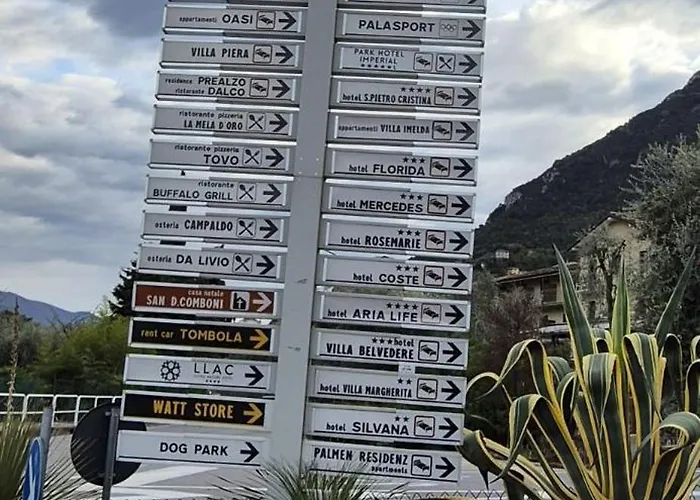 appartamenti OASI
VILLA PIERA
residence PREALZO
ristorante DALCO
ristorante pizzeria
LA MELA D'ORO
ristorante pizzeria
TOVO
ristorante
BUFFALO GRILL
osteria CAMPALDO
osteria DA LIVIO
casa natale
SAN D.COMBONI
rent car TOMBOLA
LLAC
WATT STORE
DOG PARK
PALASPORT
PARK HOTEL
IMPERIAL
hotel S.PIETRO CRISTINA
appartamenti VILLA IMELDA
hotel FLORIDA
hotel MERCEDES
hotel ROSEMARIE
hotel COSTE
hotel ARIA LIFE
hotel
VILLA BELVEDERE
hotel VILLA MARGHERITA
hotel SILVANA
PALMEN RESIDENZ
apartments